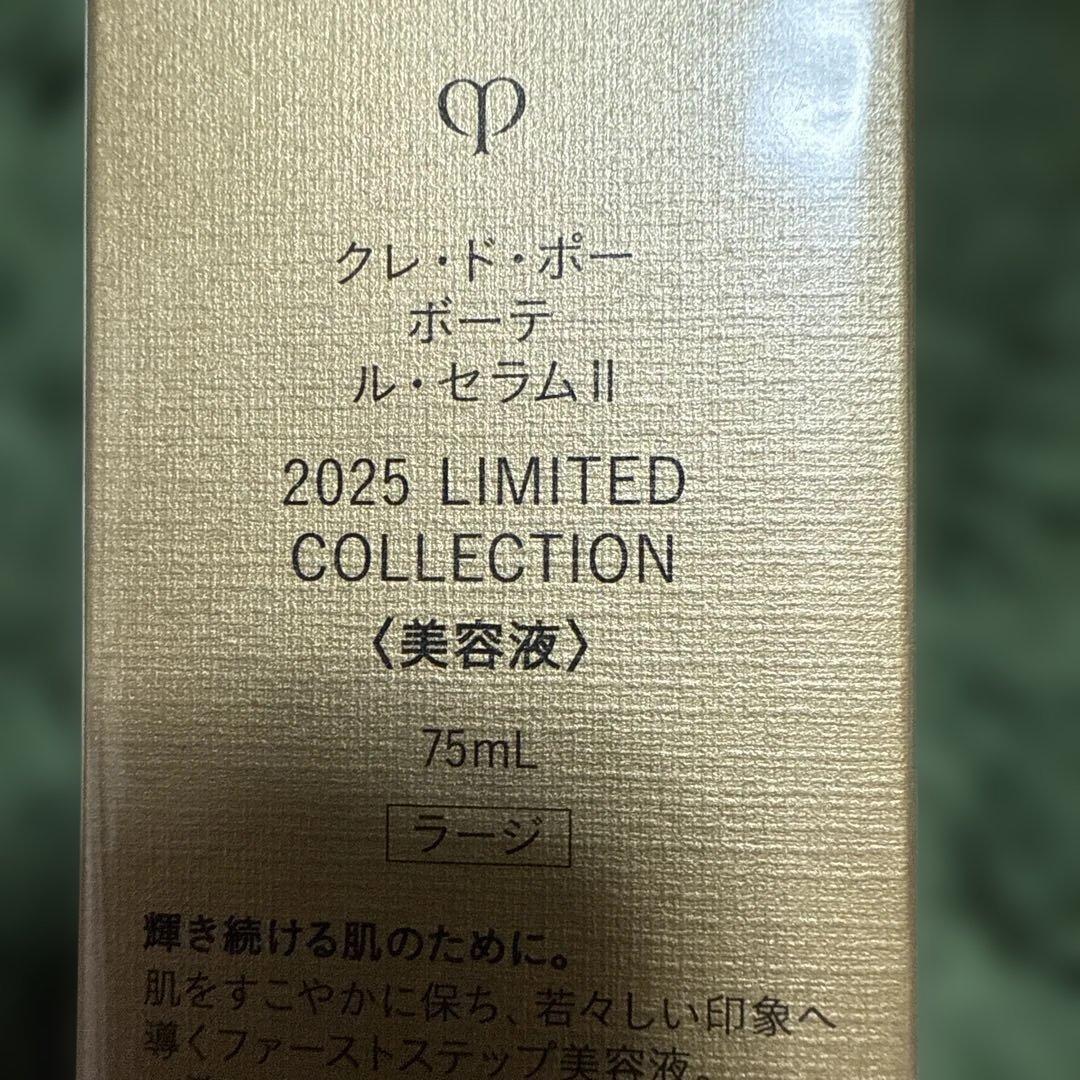 クレ・ド・ポー
ボーテ
ル・セラムⅡ
2025 LIMITED
COLLECTION
〈美容液〉
75mL
ラージ
輝き続ける肌のために。
肌をすこやかに保ち、若々しい印象へ
導くファーストステップ美容液。